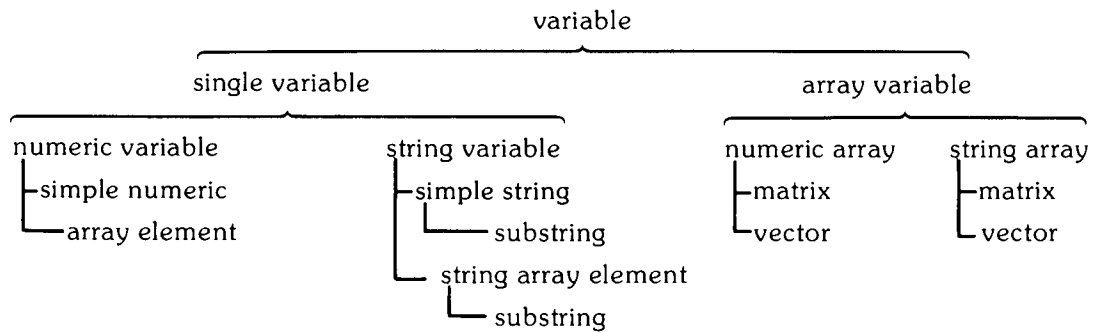 variable
single variable
array variable
numeric variable
string variable
numeric array
string array
simple numeric
simple string
matrix
matrix
array element
substring
vector
vector
string array element
substring